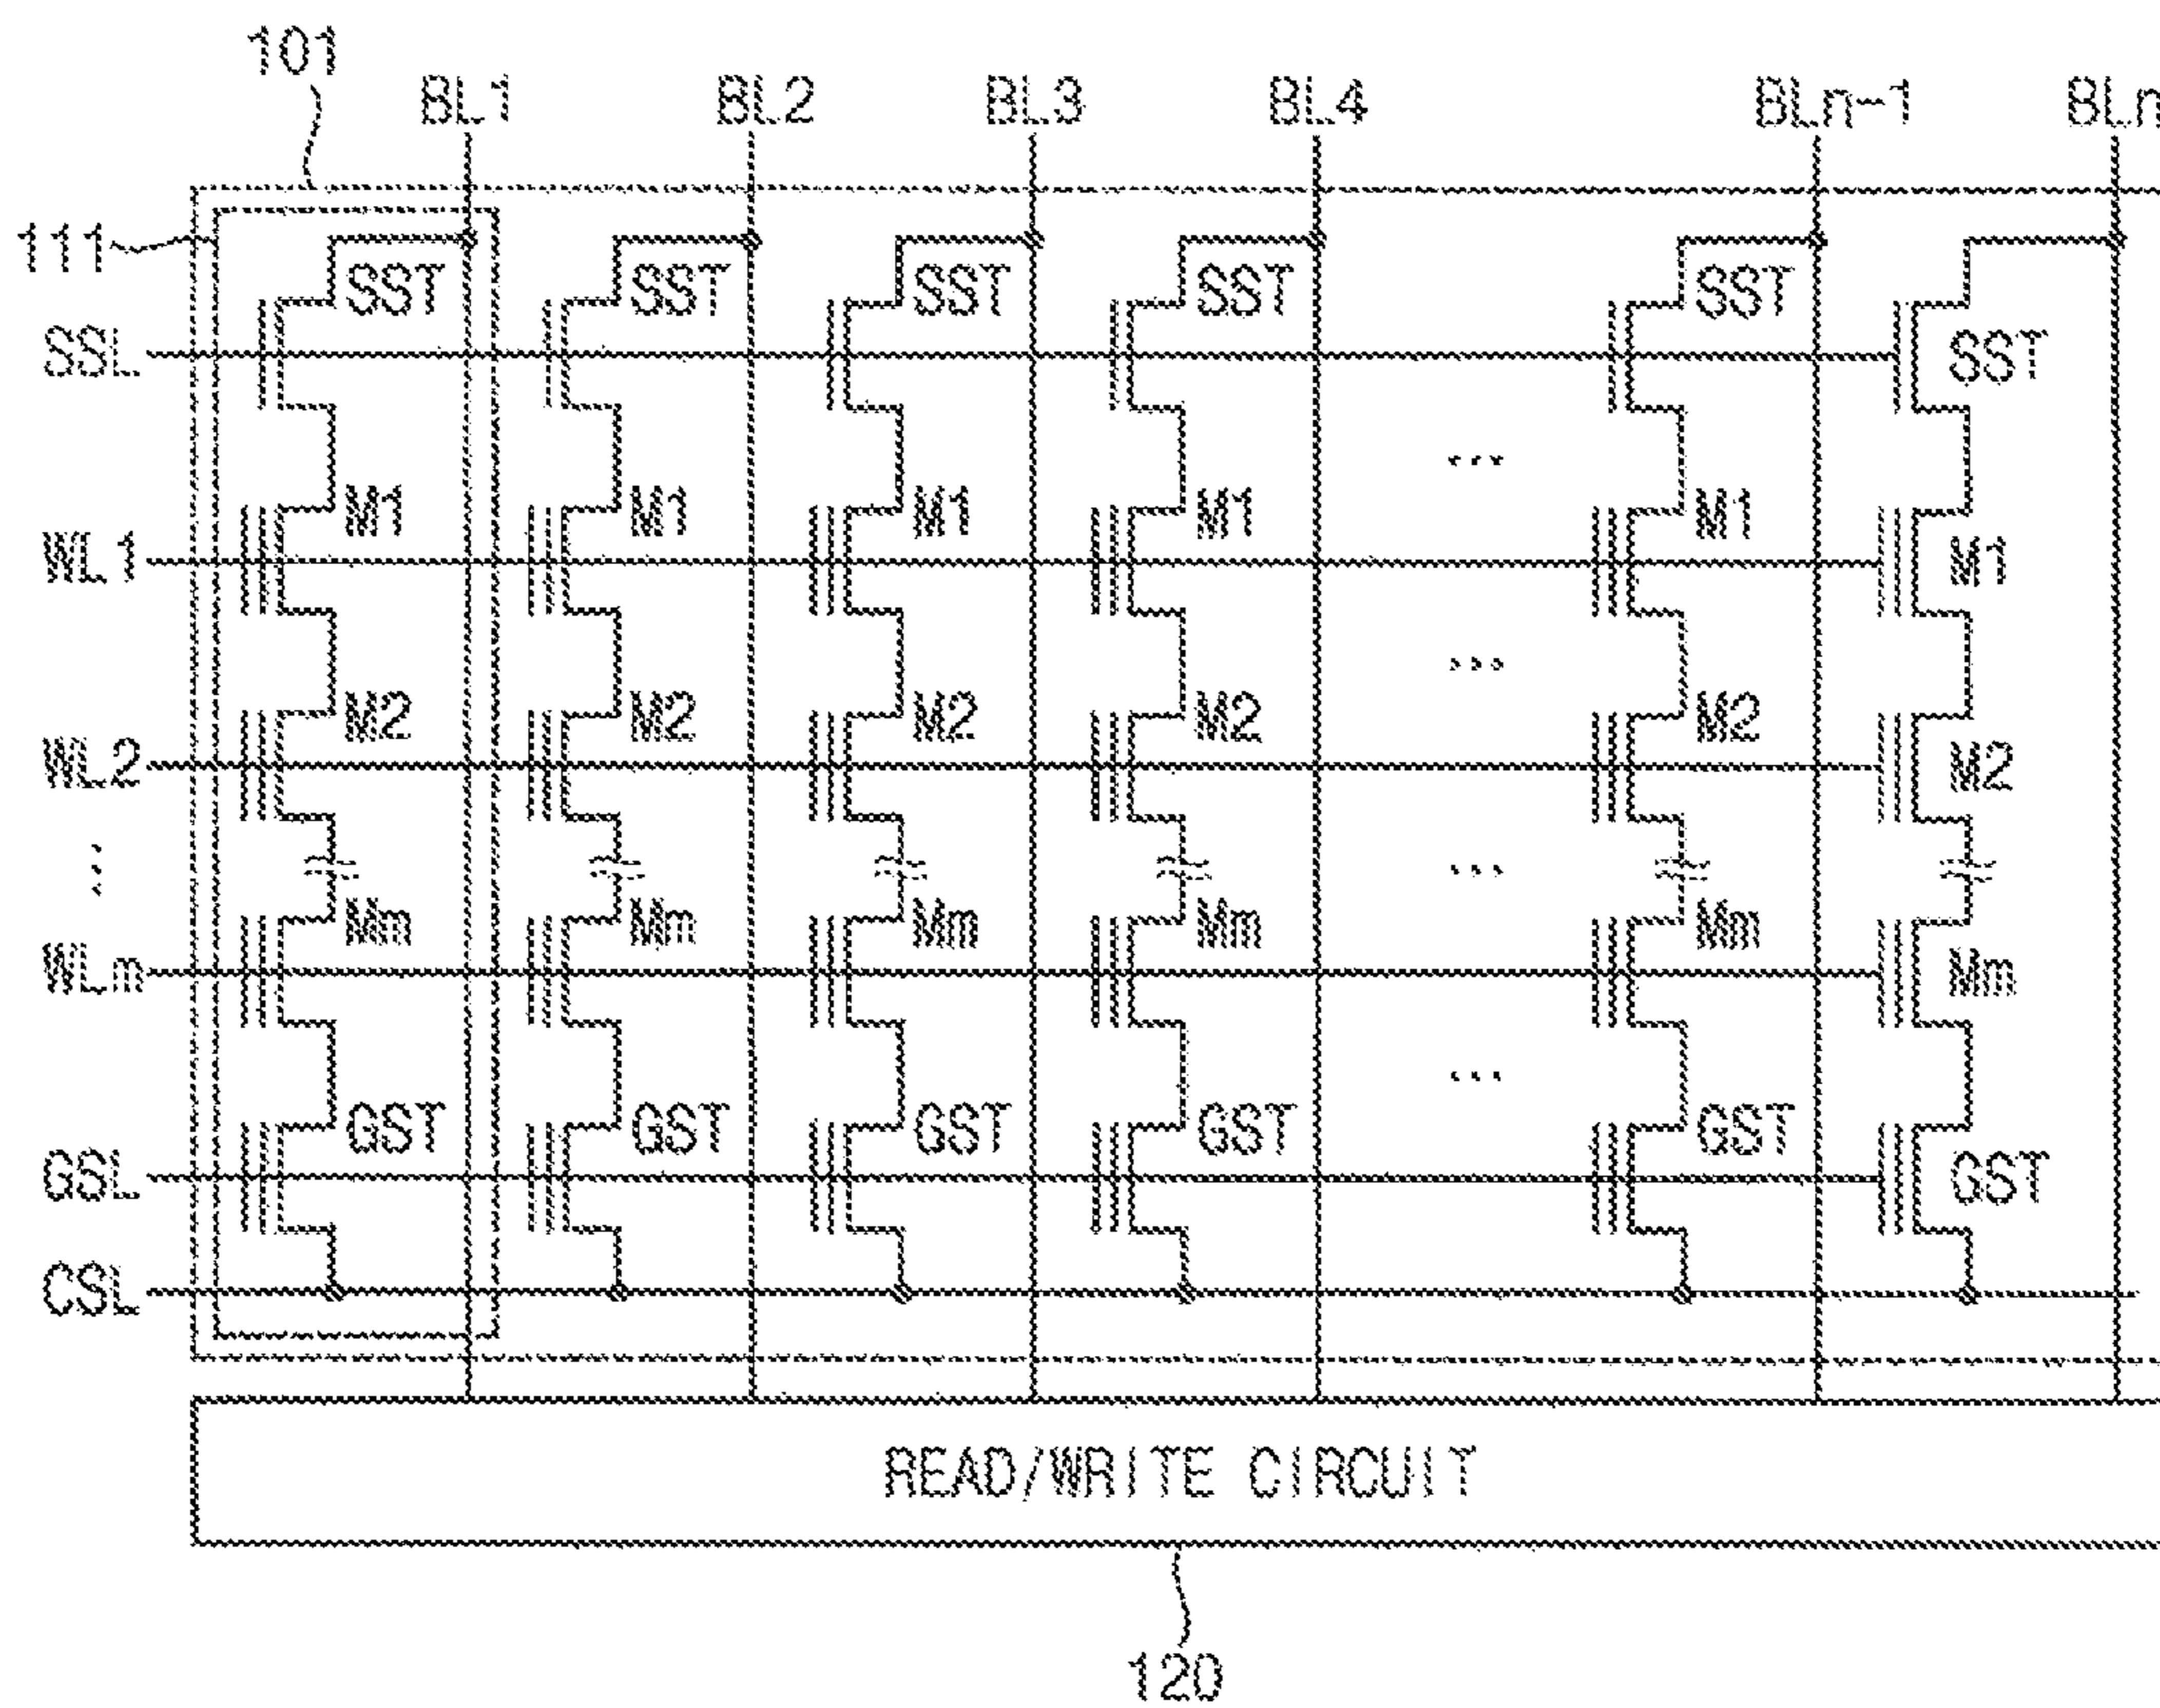 101
BL1 BL2 BL3 BL4 BLn-1 BLn
111
SST SST SST SST SST
SSL SST
...
M1 M1 M1 M1 M1
WL1 M1
...
M2 M2 M2 M2 M2
WL2 M2
...
Mm Mm Mm Mm Mm
WLm Mm
...
GST GST GST GST GST
GSL GST
CSL
READ/WRITE CIRCUIT
120